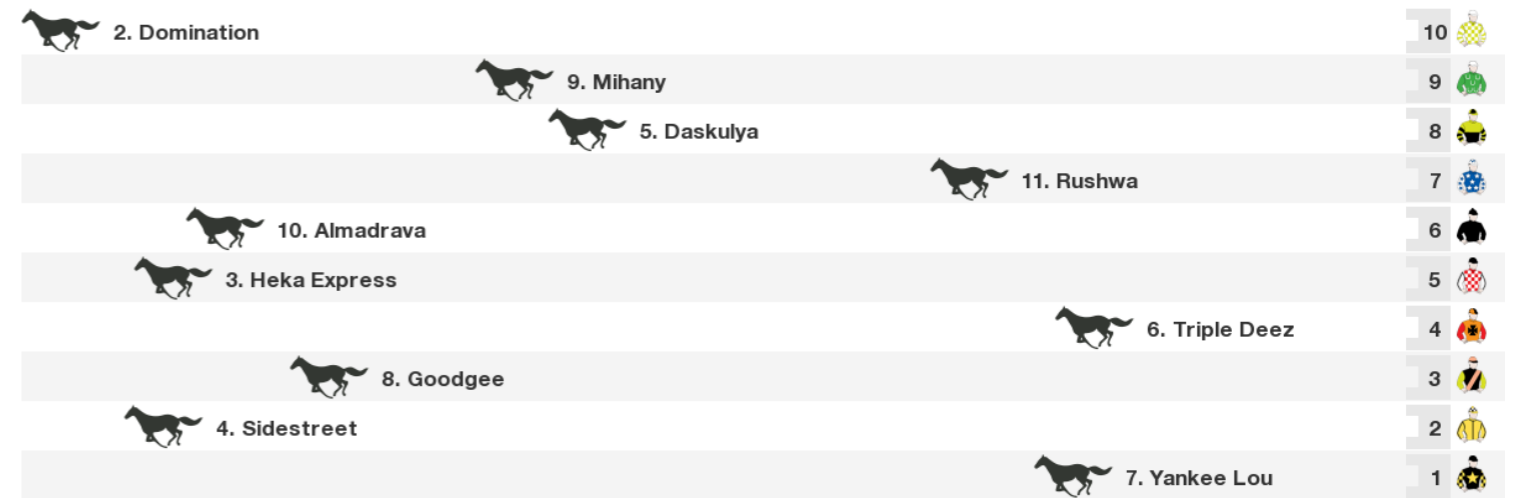 2. Domination 10
9. Mihany 9
5. Daskulya 8
11. Rushwa 7
10. Almadrava 6
3. Heka Express 5
6. Triple Deez 4
8. Goodgee 3
4. Sidestreet 2
7. Yankee Lou 1